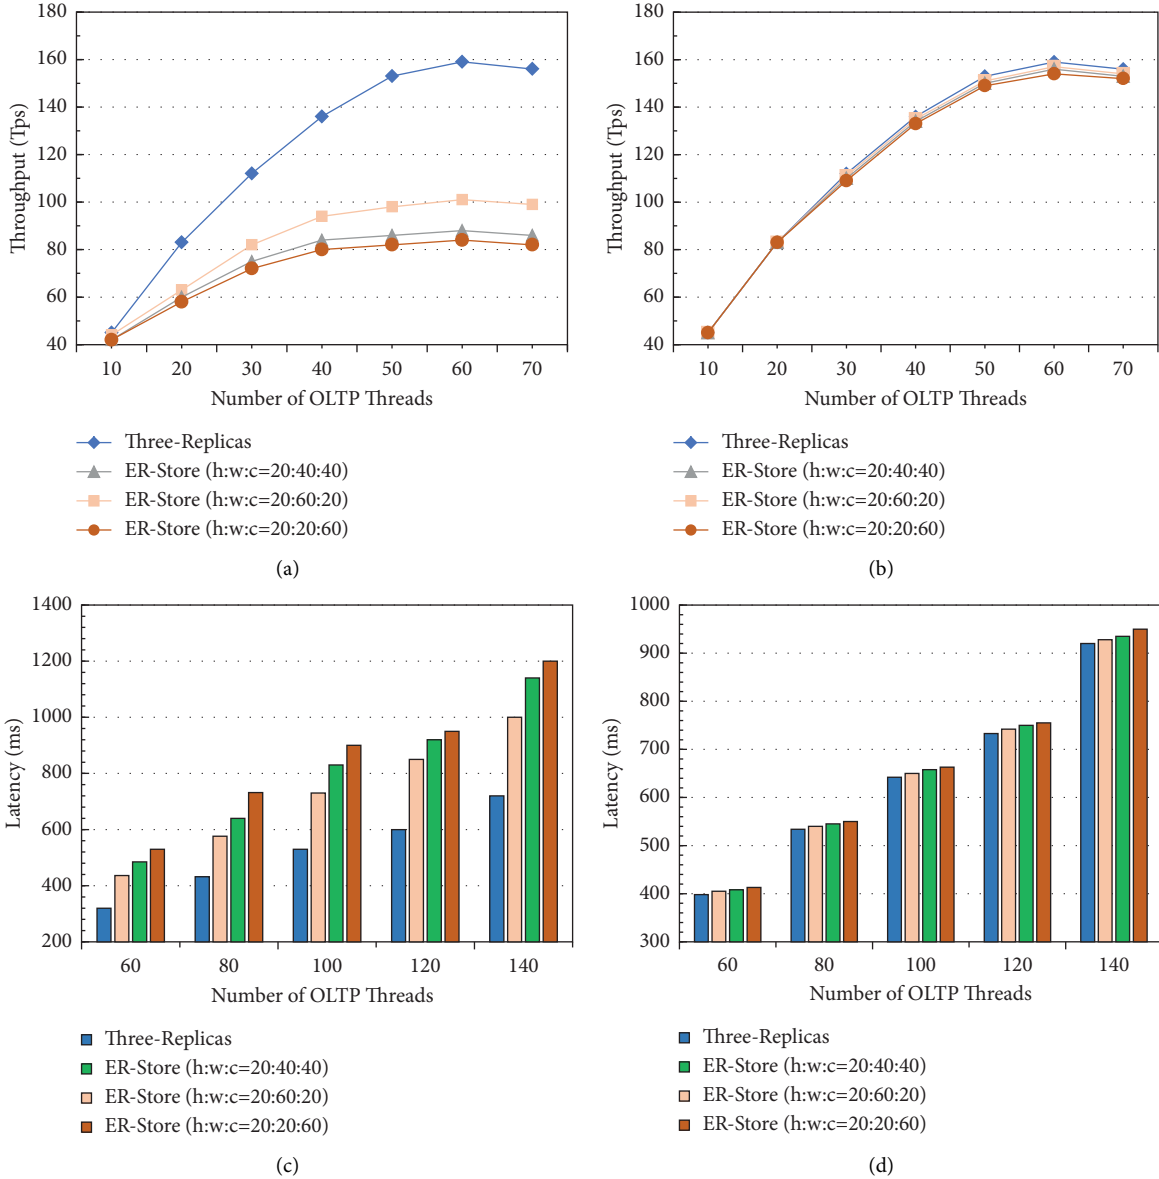 180
160
140
120
100
80
60
40
Throughput (Tps)
10 20 30 40 50 60 70
Number of OLTP Threads
Three-Replicas
ER-Store (h:w:c=20:40:40)
ER-Store (h:w:c=20:60:20)
ER-Store (h:w:c=20:20:60)
(a)
180
160
140
120
100
80
60
40
Throughput (Tps)
10 20 30 40 50 60 70
Number of OLTP Threads
Three-Replicas
ER-Store (h:w:c=20:40:40)
ER-Store (h:w:c=20:60:20)
ER-Store (h:w:c=20:20:60)
(b)
1400
1200
1000
800
600
400
200
Latency (ms)
60 80 100 120 140
Number of OLTP Threads
Three-Replicas
ER-Store (h:w:c=20:40:40)
ER-Store (h:w:c=20:60:20)
ER-Store (h:w:c=20:20:60)
(c)
1000
900
800
700
600
500
400
300
Latency (ms)
60 80 100 120 140
Number of OLTP Threads
Three-Replicas
ER-Store (h:w:c=20:40:40)
ER-Store (h:w:c=20:60:20)
ER-Store (h:w:c=20:20:60)
(d)